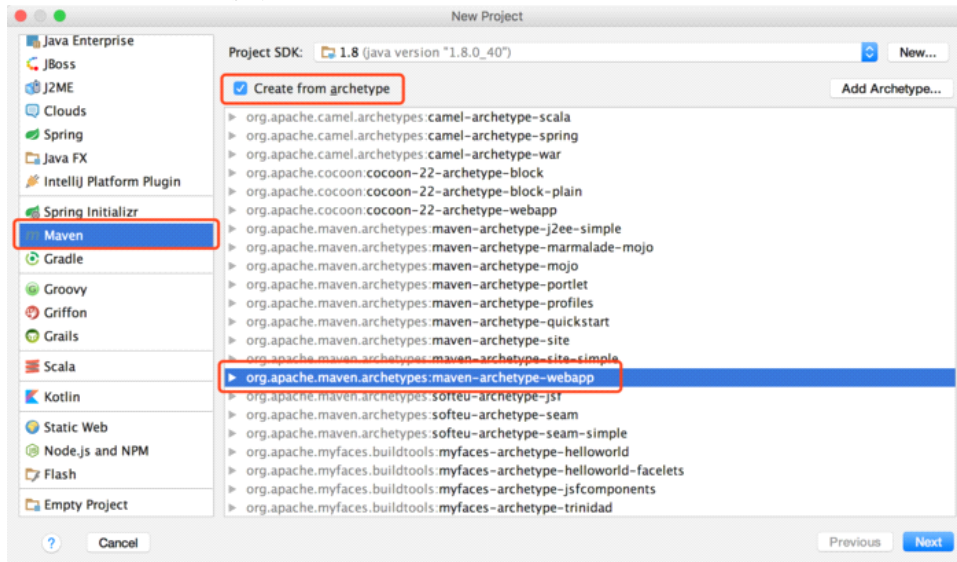 New Project
Java Enterprise
JBoss
J2ME
Clouds
Spring
Java FX
IntelliJ Platform Plugin
Spring Initializr
Maven
Gradle
Groovy
Griffon
Grails
Scala
Kotlin
Static Web
Node.js and NPM
Flash
Empty Project
Project SDK: 1.8 (java version "1.8.0_40") New...
Create from archetype Add Archetype...
org.apache.camel.archetypes:camel-archetype-scala
org.apache.camel.archetypes:camel-archetype-spring
org.apache.camel.archetypes:camel-archetype-war
org.apache.cocoon:cocoon-22-archetype-block
org.apache.cocoon:cocoon-22-archetype-block-plain
org.apache.cocoon:cocoon-22-archetype-webapp
org.apache.maven.archetypes:maven-archetype-j2ee-simple
org.apache.maven.archetypes:maven-archetype-marmalade-mojo
org.apache.maven.archetypes:maven-archetype-mojo
org.apache.maven.archetypes:maven-archetype-portlet
org.apache.maven.archetypes:maven-archetype-profiles
org.apache.maven.archetypes:maven-archetype-quickstart
org.apache.maven.archetypes:maven-archetype-site
org.apache.maven.archetypes:maven-archetype-site-simple
org.apache.maven.archetypes:maven-archetype-webapp
org.apache.maven.archetypes:softeu-archetype-jsf
org.apache.maven.archetypes:softeu-archetype-seam
org.apache.maven.archetypes:softeu-archetype-seam-simple
org.apache.myfaces.buildtools:myfaces-archetype-helloworld
org.apache.myfaces.buildtools:myfaces-archetype-helloworld-facelets
org.apache.myfaces.buildtools:myfaces-archetype-jsfcomponents
org.apache.myfaces.buildtools:myfaces-archetype-trinidad
? Cancel Previous Next